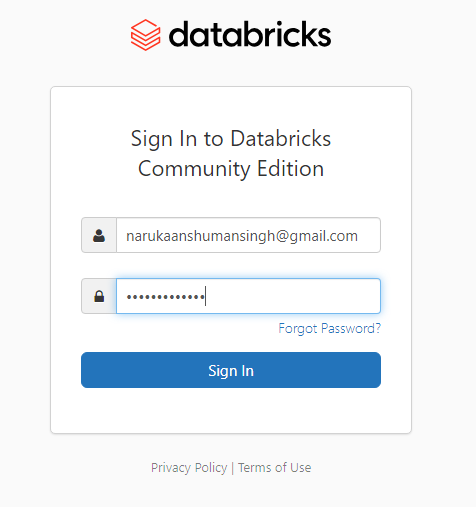 databricks
Sign In to Databricks
Community Edition
narukaanshumansingh@gmail.com
•••••••••••••
Forgot Password?
Sign In
Privacy Policy | Terms of Use